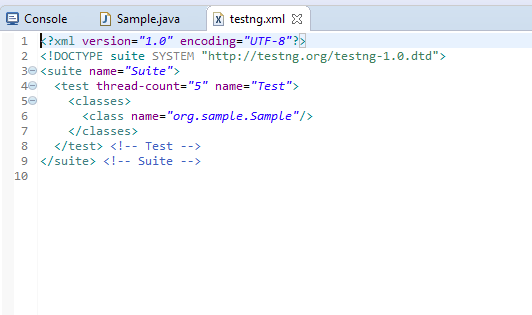 Console Sample.java testng.xml
1 <?xml version="1.0" encoding="UTF-8"?>
2 <!DOCTYPE suite SYSTEM "http://testng.org/testng-1.0.dtd">
3 <suite name="Suite">
4 <test thread-count="5" name="Test">
5 <classes>
6 <class name="org.sample.Sample"/>
7 </classes>
8 </test> <!-- Test -->
9 </suite> <!-- Suite -->
10